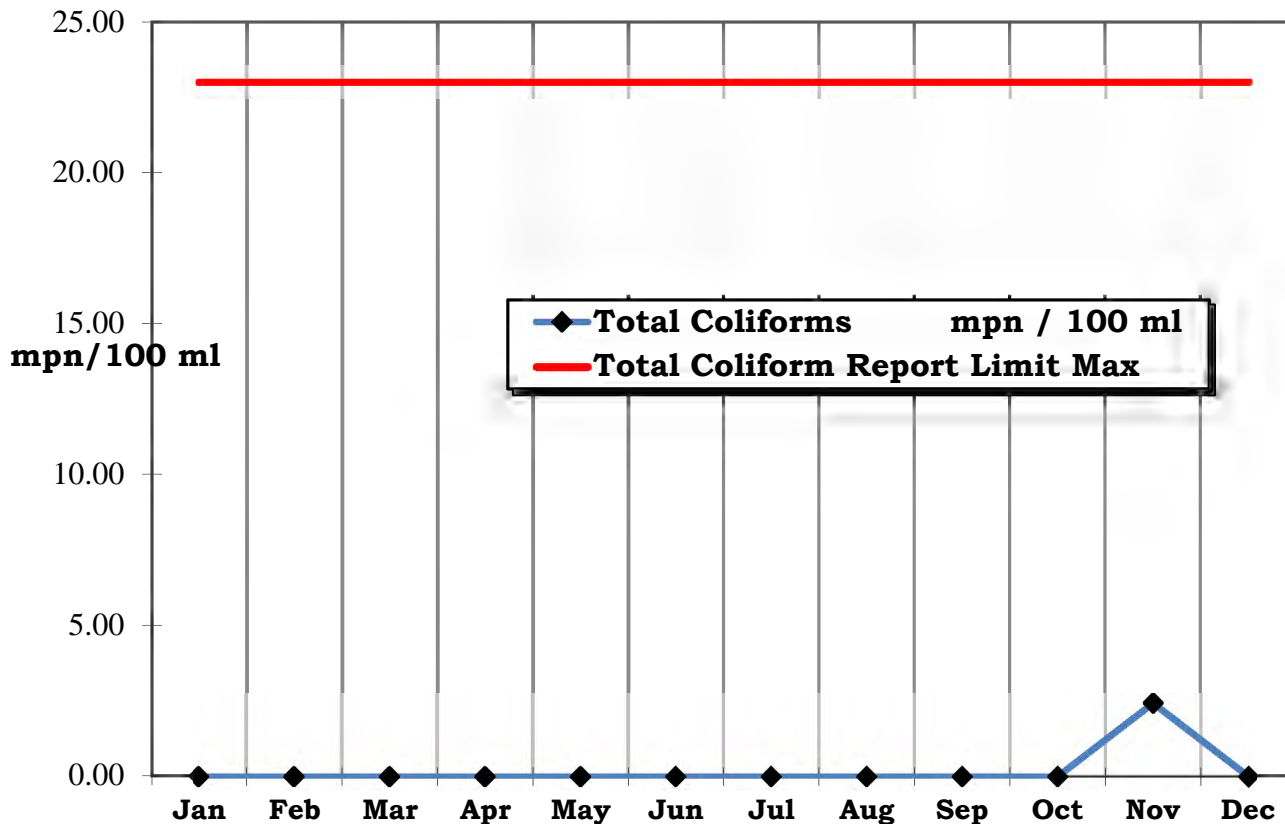 25.00
20.00
15.00
mpn/100 ml
10.00
5.00
0.00
Total Coliforms mpn / 100 ml
Total Coliform Report Limit Max
Jan Feb Mar Apr May Jun Jul Aug Sep Oct Nov Dec